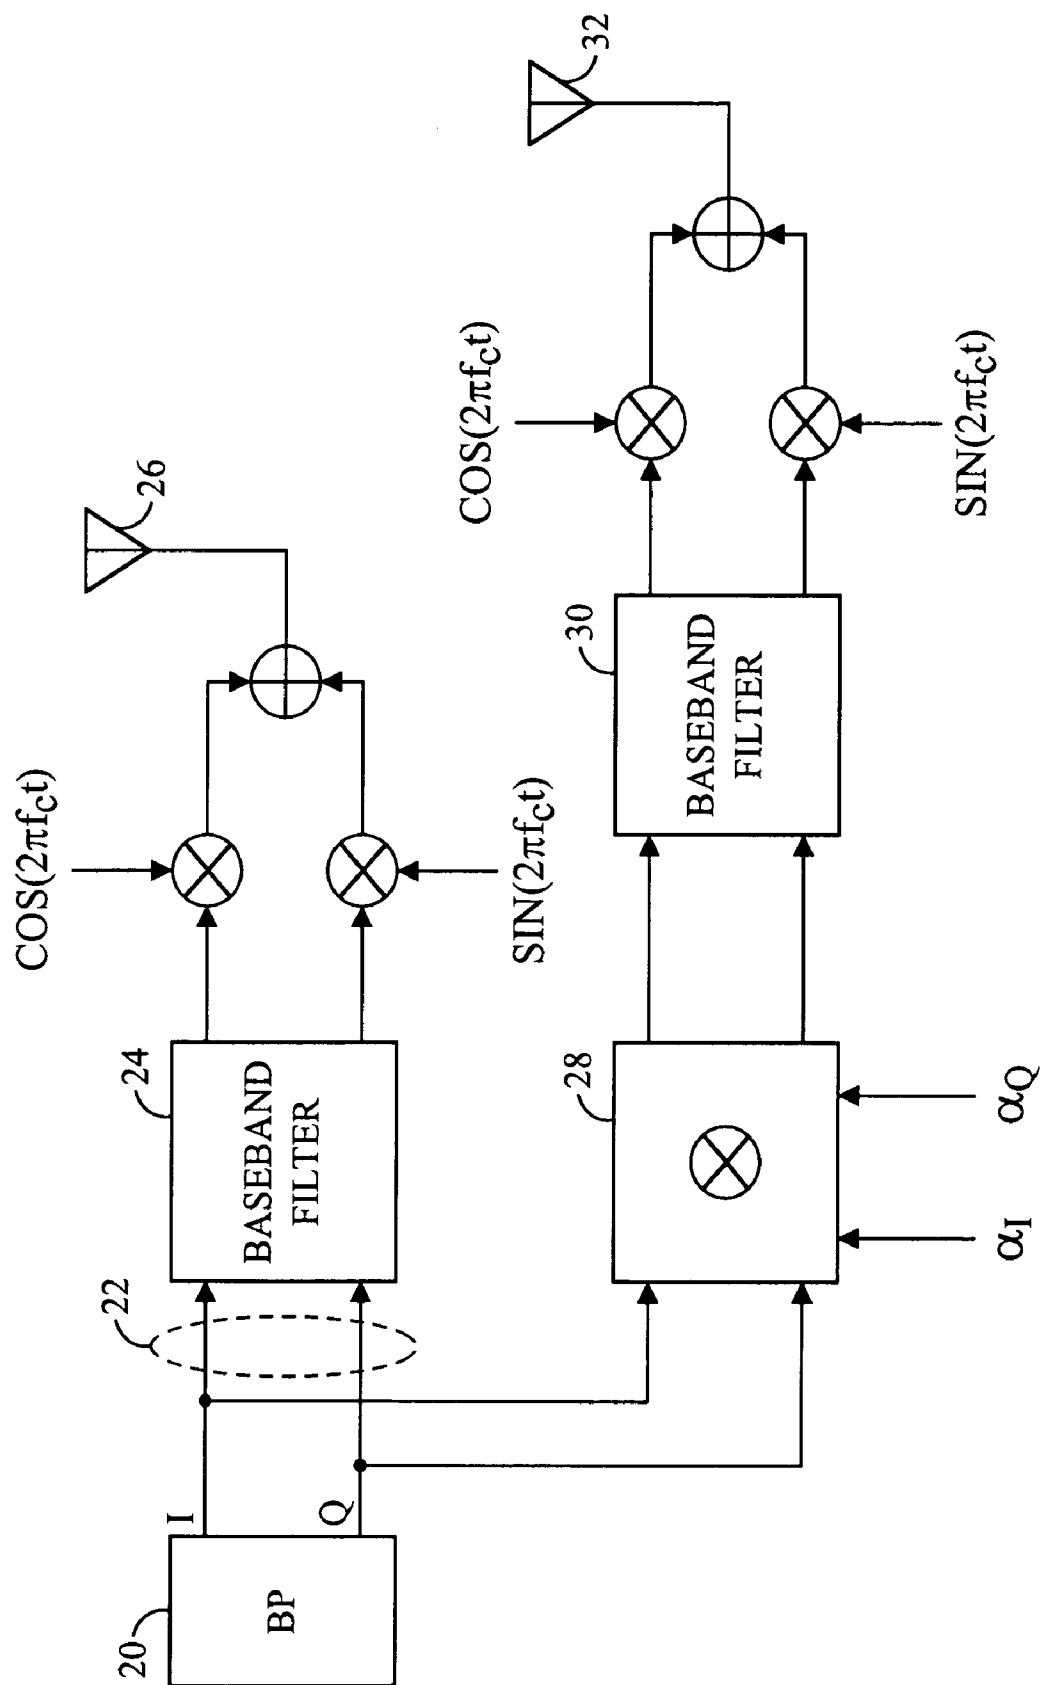 20
BP
I
Q
22
24
BASEBAND
FILTER
COS(2πf_ct)
SIN(2πf_ct)
26
28
α_I
α_Q
30
BASEBAND
FILTER
COS(2πf_ct)
SIN(2πf_ct)
32